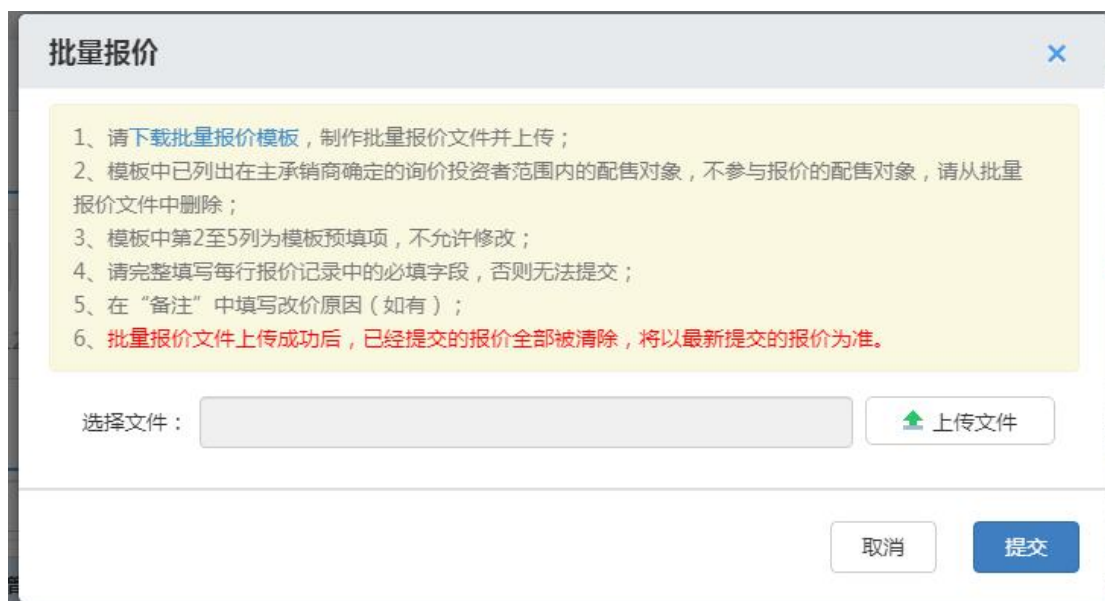 批量报价
×
1、请下载批量报价模板，制作批量报价文件并上传；
2、模板中已列出在主承销商确定的询价投资者范围内的配售对象，不参与报价的配售对象，请从批量
报价文件中删除；
3、模板中第2至5列为模板预填项，不允许修改；
4、请完整填写每行报价记录中的必填字段，否则无法提交；
5、在“备注”中填写改价原因（如有）；
6、批量报价文件上传成功后，已经提交的报价全部被清除，将以最新提交的报价为准。
选择文件：
上传文件
取消
提交